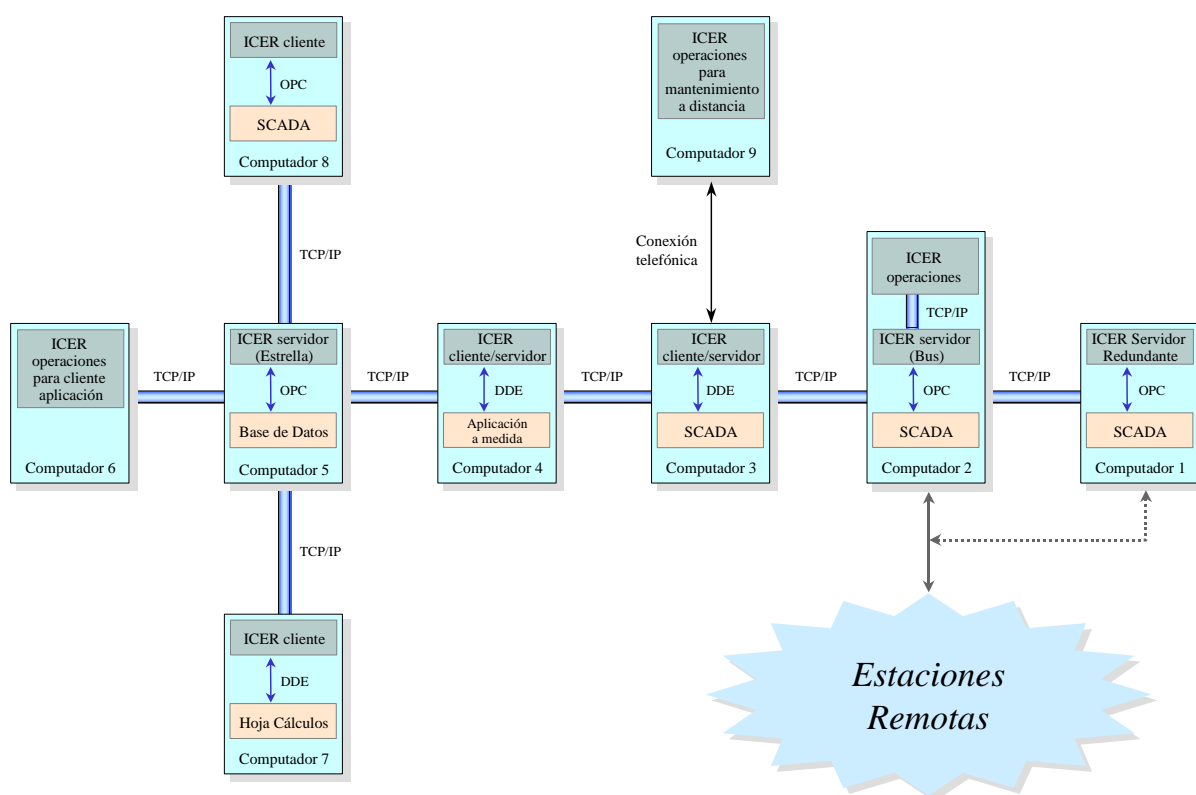 ICER cliente
OPC
SCADA
Computador 8
ICER
operaciones
para
mantenimiento
a distancia
Computador 9
TCP/IP
Conexión
telefónica
ICER
operaciones
TCP/IP
ICER
operaciones
para cliente
aplicación
Computador 6
TCP/IP
ICER servidor
(Estrella)
OPC
Base de Datos
Computador 5
TCP/IP
ICER
cliente/servidor
DDE
Aplicación
a medida
Computador 4
TCP/IP
ICER
cliente/servidor
DDE
SCADA
Computador 3
TCP/IP
ICER servidor
(Bus)
OPC
SCADA
Computador 2
TCP/IP
ICER Servidor
Redundante
OPC
SCADA
Computador 1
TCP/IP
ICER cliente
DDE
Hoja Cálculos
Computador 7
Estaciones
Remotas